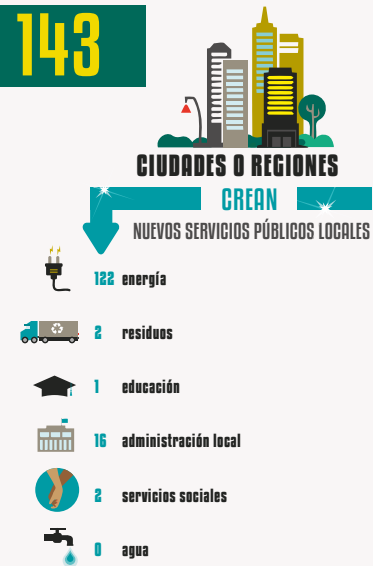 143
CIUDADES O REGIONES
CREAN
NUEVOS SERVICIOS PÚBLICOS LOCALES
122 energía
2 residuos
1 educación
16 administración local
2 servicios sociales
0 agua